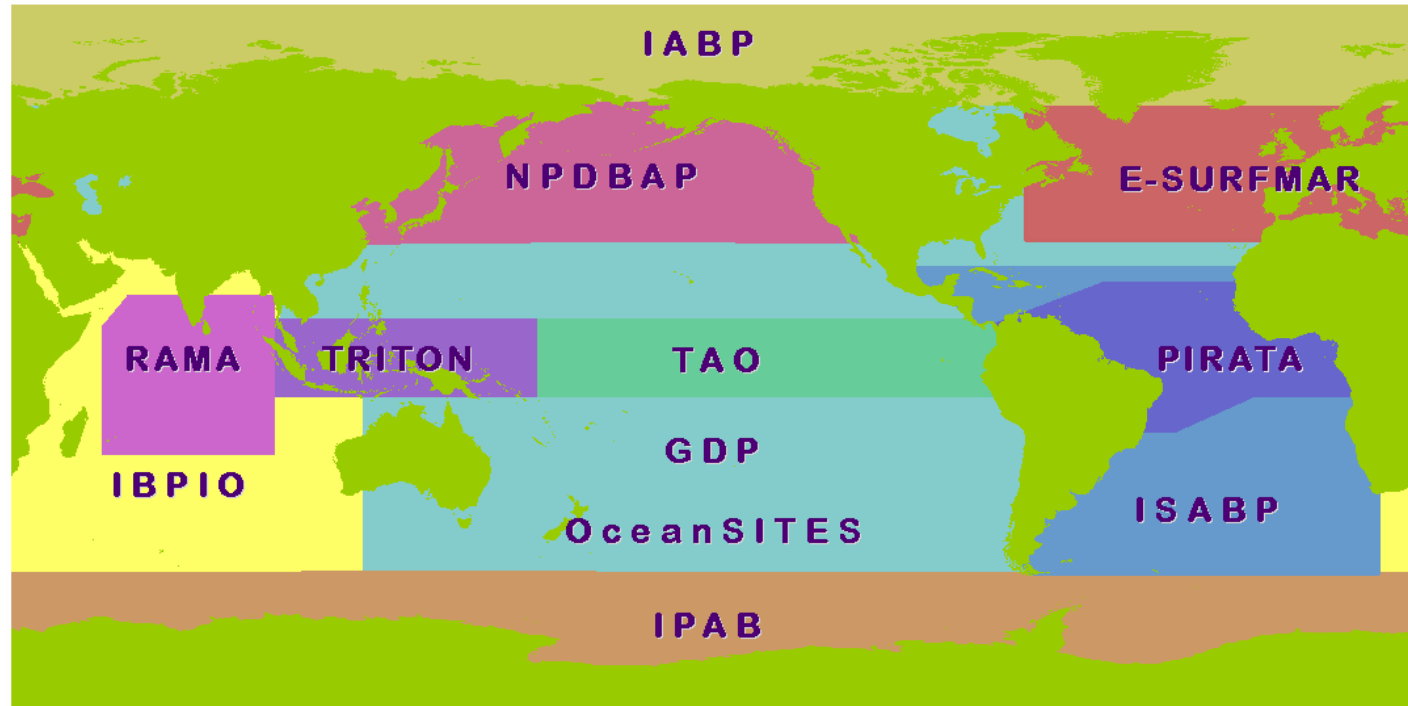 IABP
NPDBAP
E-SURFMAR
RAMA
TRITON
TAO
PIRATA
GDP
IBPIO
ISABP
OceanSITES
IPAB